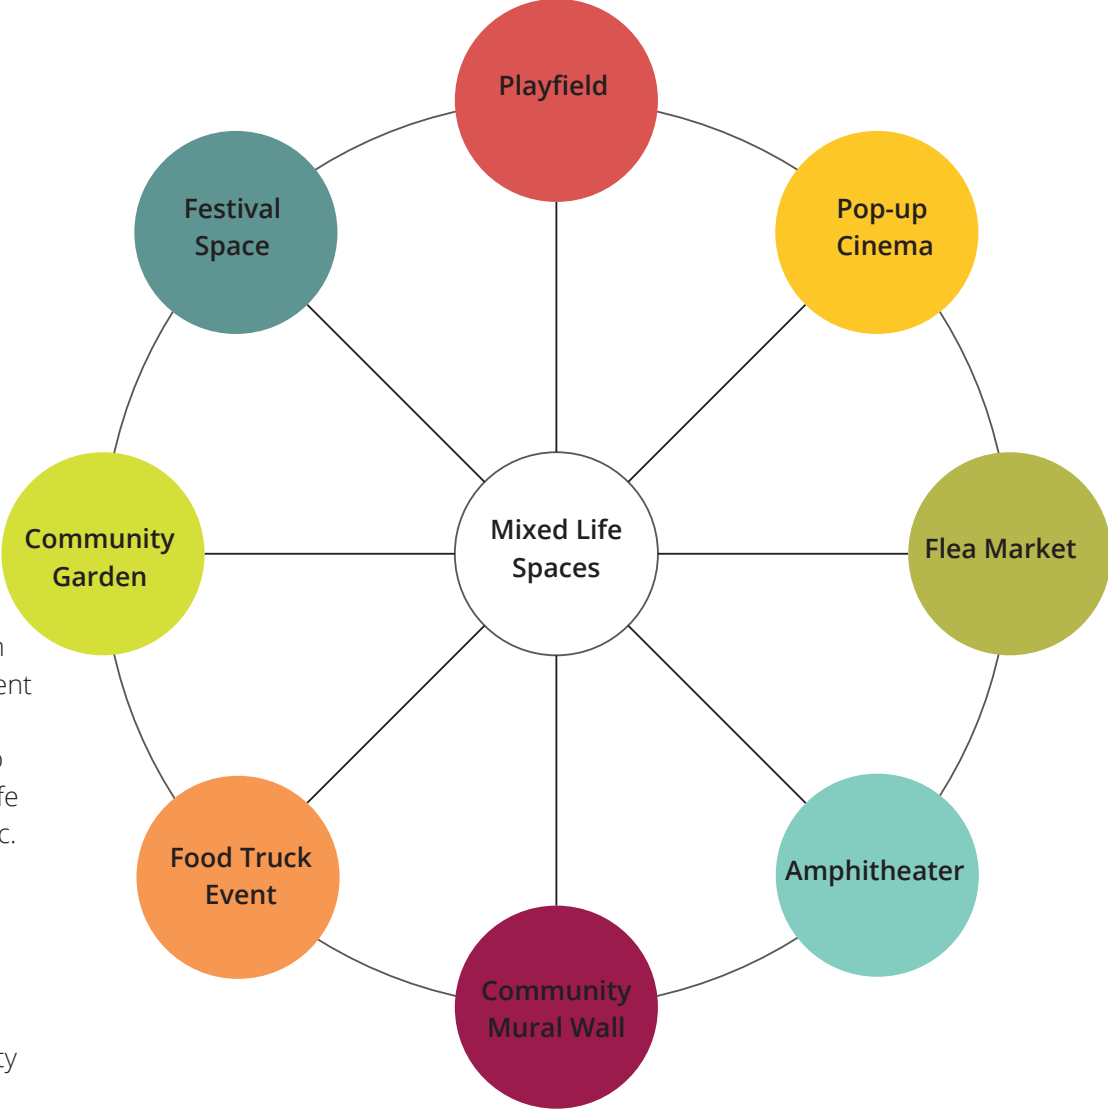 Playfield
Festival
Space
Pop-up
Cinema
Community
Garden
Mixed Life
Spaces
Flea Market
Food Truck
Event
Amphitheater
Community
Mural Wall